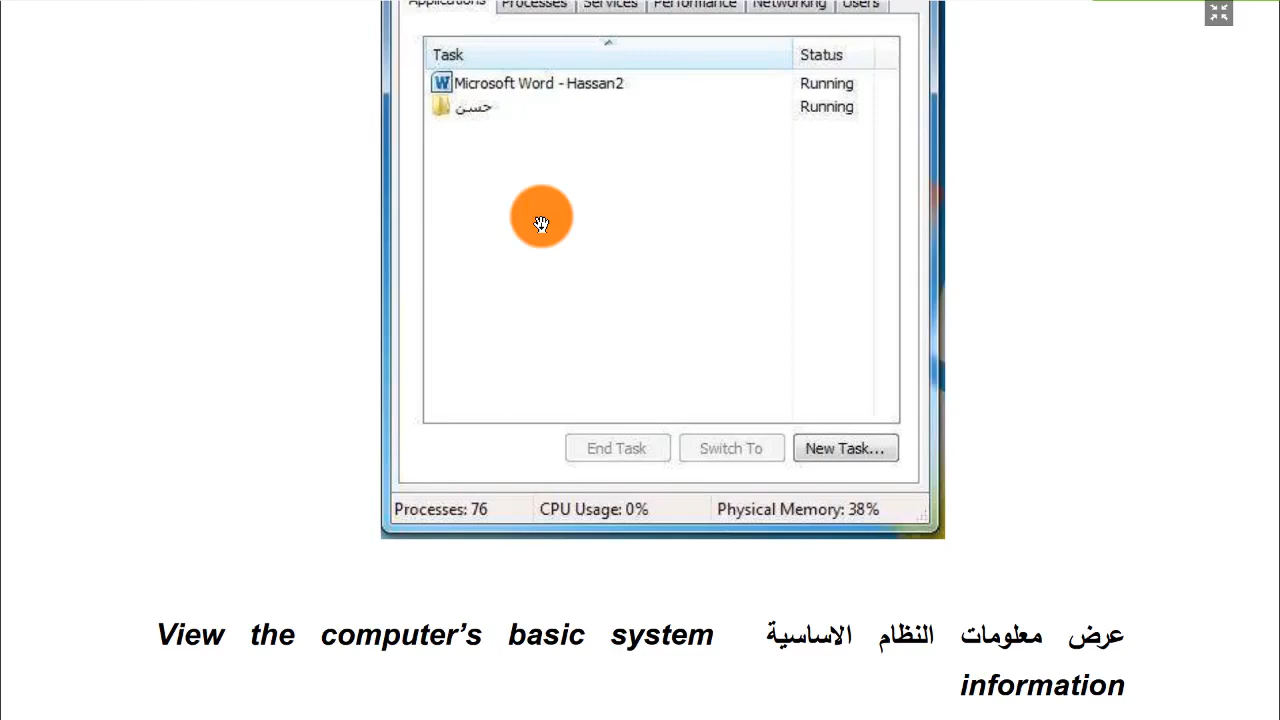 Applications Processes Services Performance Networking Users
Task Status
Microsoft Word - Hassan2 Running
حسن Running
End Task Switch To New Task...
Processes: 76 CPU Usage: 0% Physical Memory: 38%
عرض معلومات النظام الاساسية View the computer's basic system
information